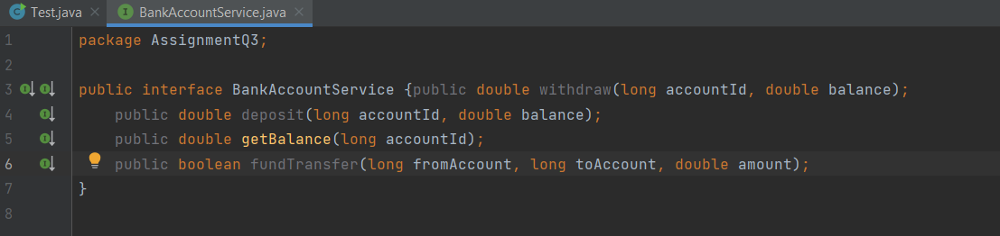 Test.java BankAccountService.java
1 package AssignmentQ3;
2
3 public interface BankAccountService {public double withdraw(long accountId, double balance);
4 public double deposit(long accountId, double balance);
5 public double getBalance(long accountId);
6 public boolean fundTransfer(long fromAccount, long toAccount, double amount);
7 }
8